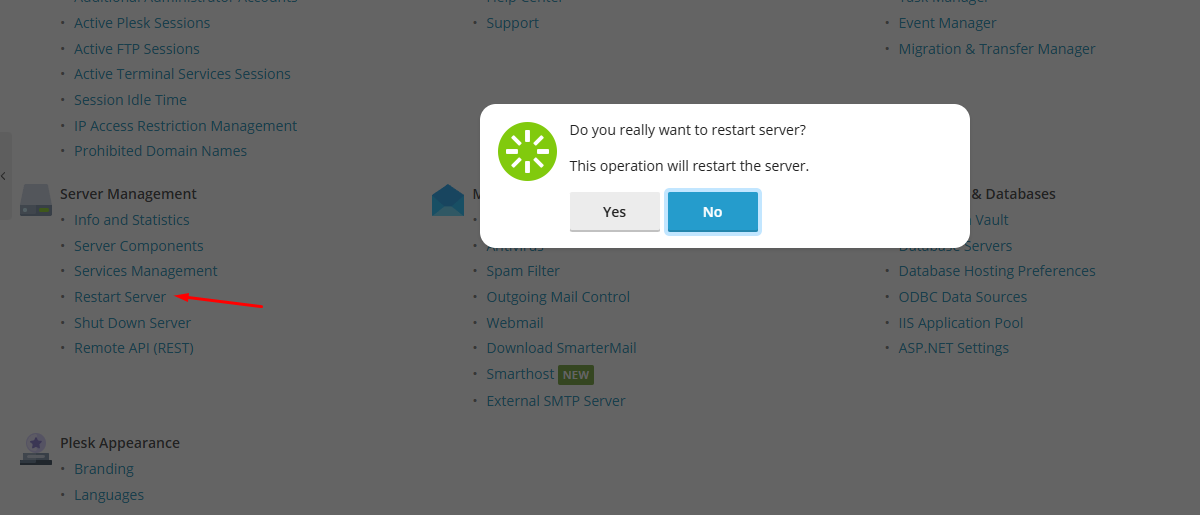 Additional Administrator Accounts
Active Plesk Sessions
Active FTP Sessions
Active Terminal Services Sessions
Session Idle Time
IP Access Restriction Management
Prohibited Domain Names
Help Center
Support
Task Manager
Event Manager
Migration & Transfer Manager
Do you really want to restart server?
This operation will restart the server.
Yes
No
Server Management
Info and Statistics
Server Components
Services Management
Restart Server
Shut Down Server
Remote API (REST)
M
Antivirus
Spam Filter
Outgoing Mail Control
Webmail
Download SmarterMail
Smarthost NEW
External SMTP Server
& Databases
Vault
Database Servers
Database Hosting Preferences
ODBC Data Sources
IIS Application Pool
ASP.NET Settings
Plesk Appearance
Branding
Languages